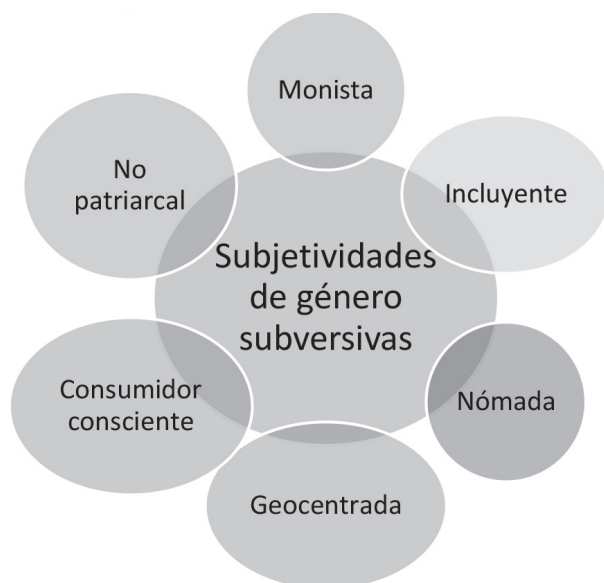 Monista
Incluyente
No
patriarcal
Subjetividades
de género
subversivas
Consumidor
consciente
Nómada
Geocentrada